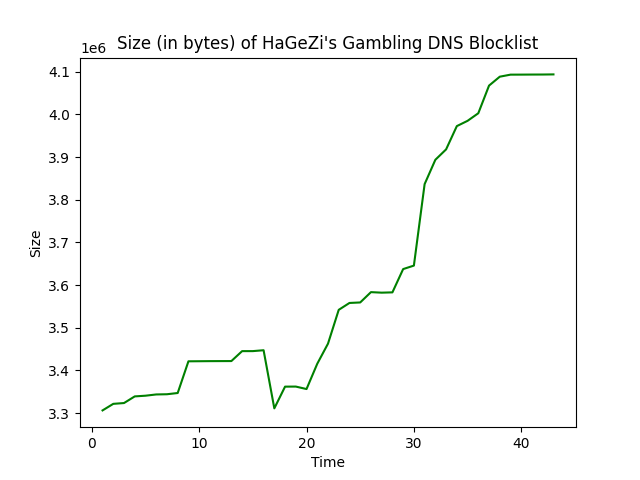 Size (in bytes) of HaGeZi's Gambling DNS Blocklist
1e6
4.1
4.0
3.9
3.8
3.7
3.6
3.5
3.4
3.3
Size
0 10 20 30 40
Time